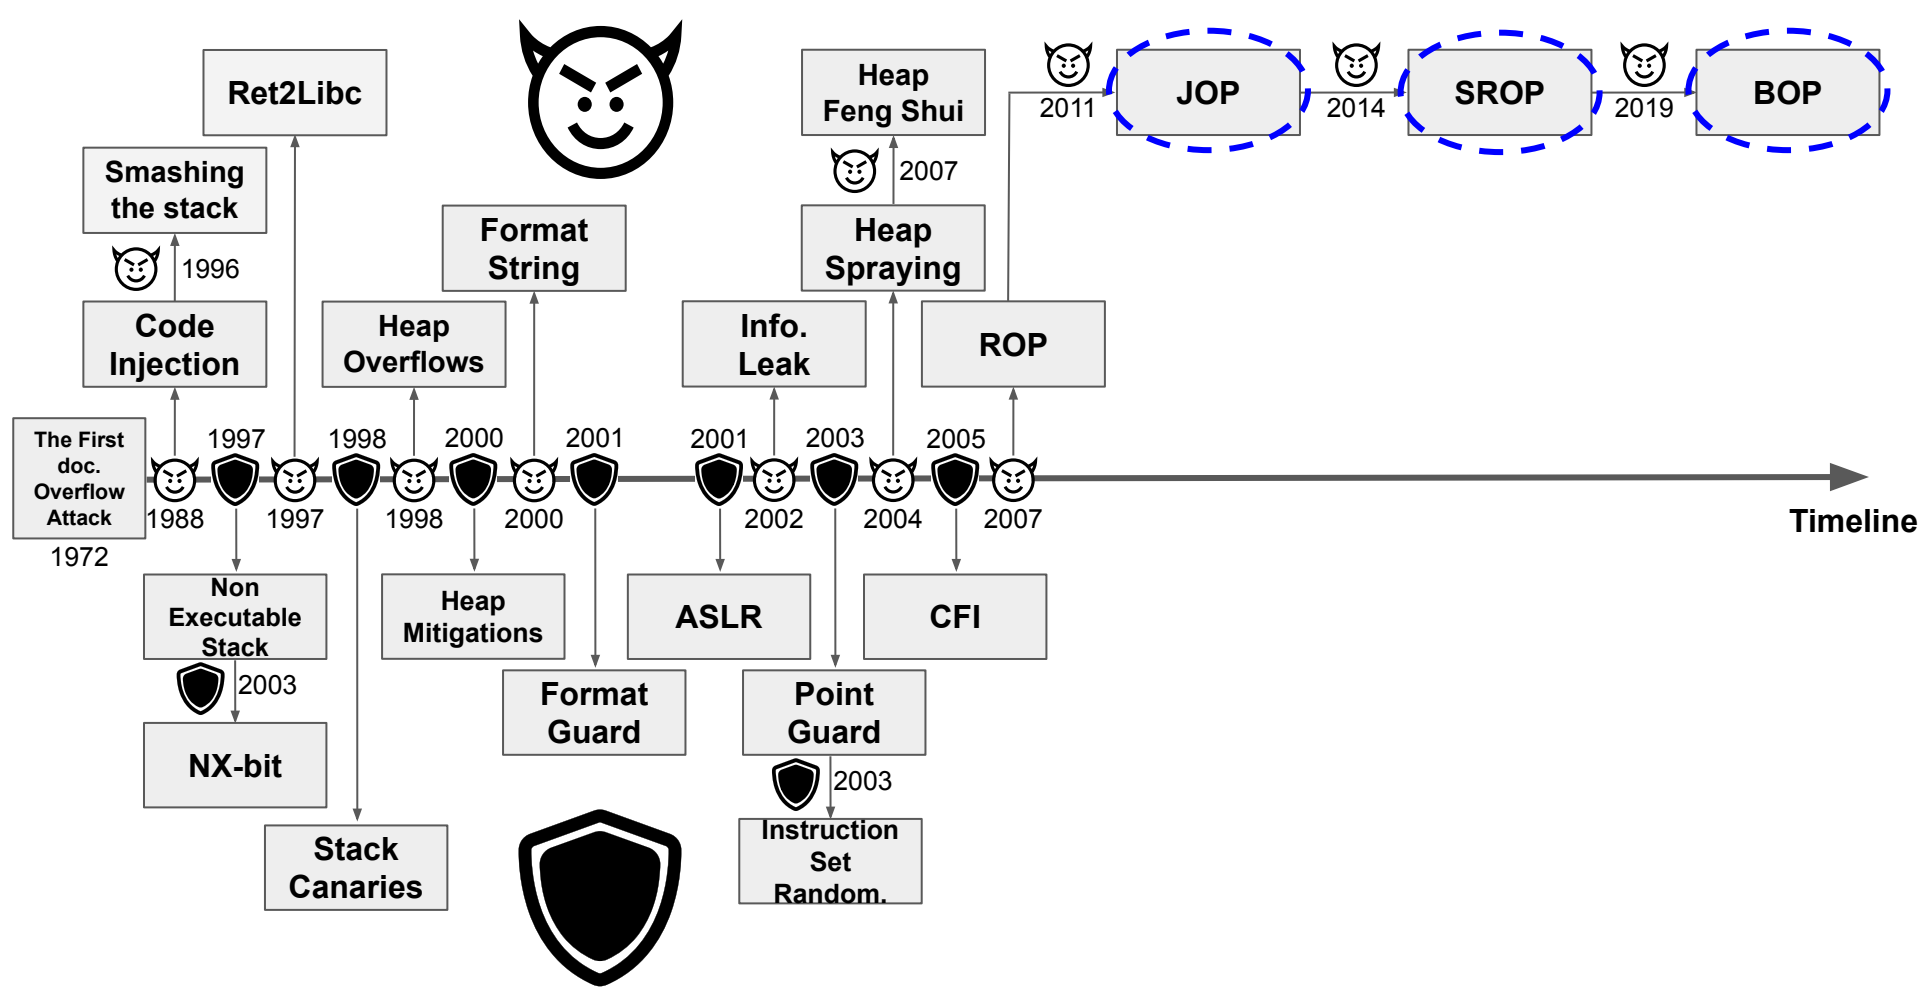 Ret2Libc
Smashing
the stack
1996
Code
Injection
Heap
Overflows
Format
String
Info.
Leak
Heap
Feng Shui
2007
Heap
Spraying
ROP
2011
JOP
2014
SROP
2019
BOP
The First
doc.
Overflow
Attack
1972
1997
1998
2000
2001
2001
2003
2005
1988
1997
1998
2000
2002
2004
2007
Timeline
Non
Executable
Stack
2003
NX-bit
Stack
Canaries
Heap
Mitigations
Format
Guard
ASLR
Point
Guard
2003
Instruction
Set
Random.
CFI